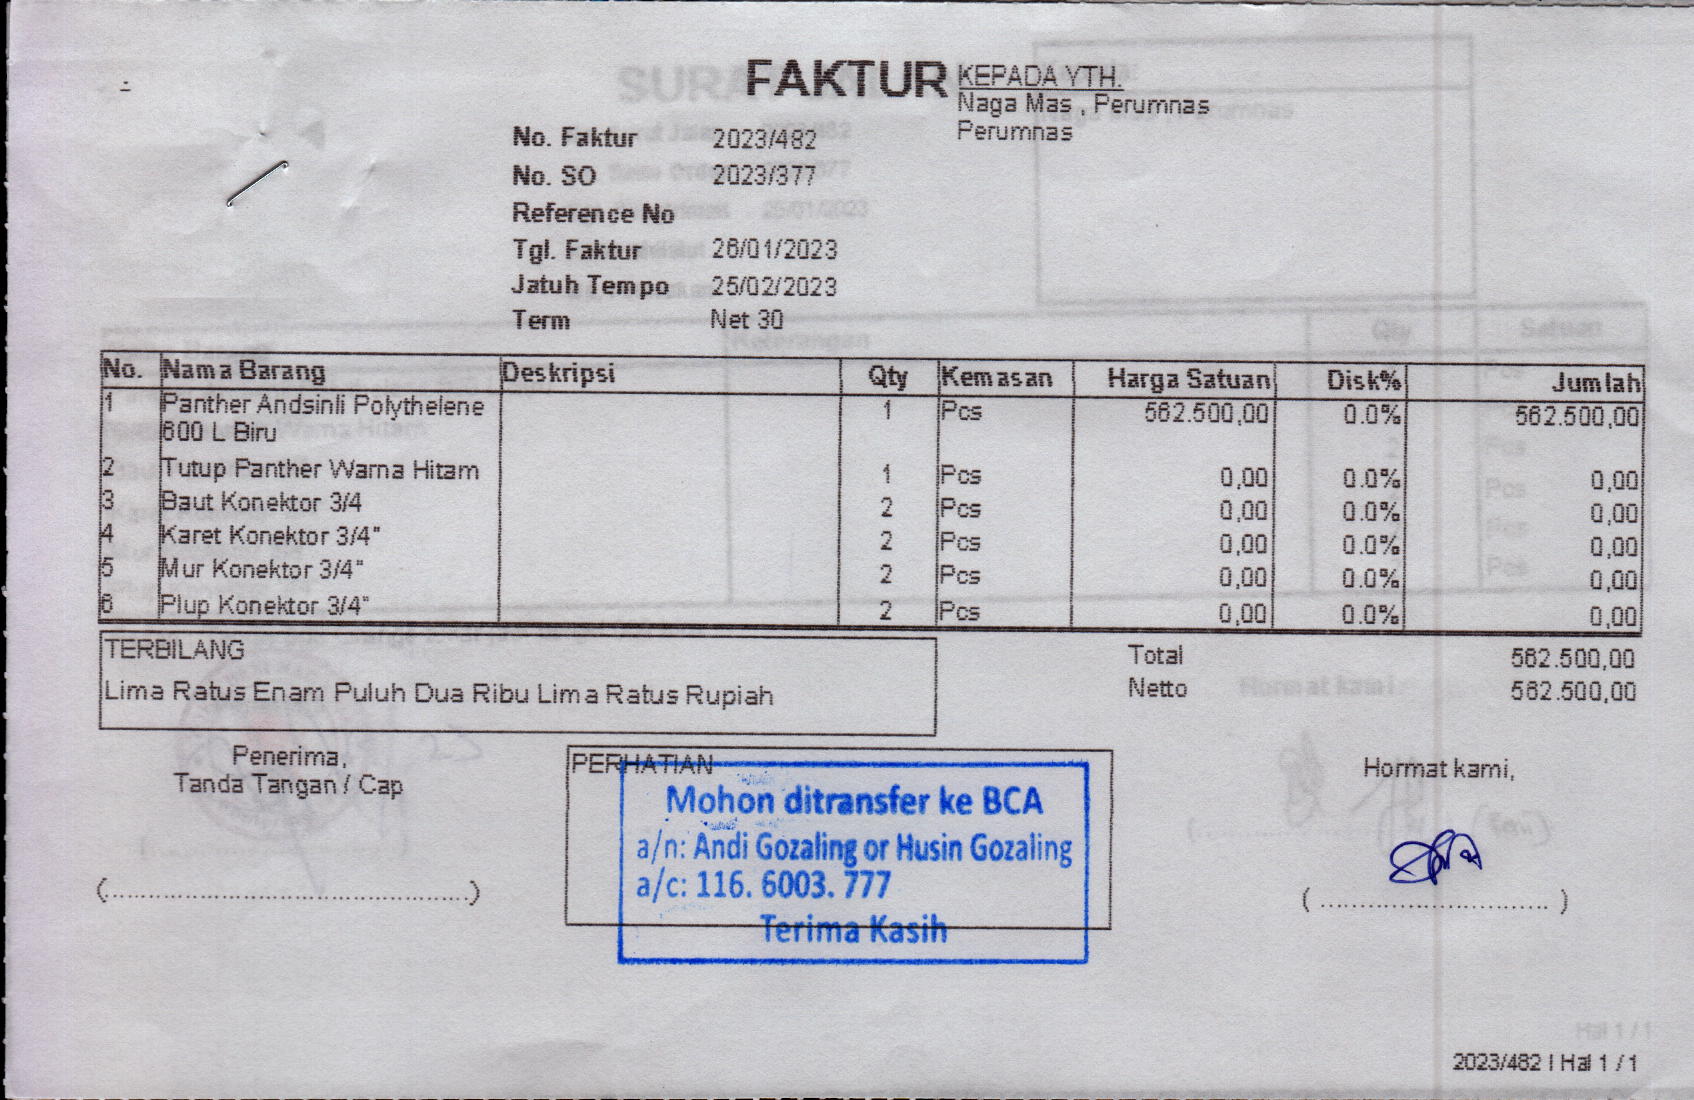 FAKTUR
KEPADA YTH.
Naga Mas , Perumnas
Perumnas
No. Faktur 2023/482
No. SO 2023/377
Reference No
Tgl. Faktur 26/01/2023
Jatuh Tempo 25/02/2023
Term Net 30
No. Nama Barang Deskripsi Qty Kemasan Harga Satuan Disk% Jumlah
1 Panther Andsinli Polythelene 1 Pcs 562.500,00 0.0% 562.500,00
600 L Biru
2 Tutup Panther Warna Hitam 1 Pcs 0,00 0.0% 0,00
3 Baut Konektor 3/4 2 Pcs 0,00 0.0% 0,00
4 Karet Konektor 3/4" 2 Pcs 0,00 0.0% 0,00
5 Mur Konektor 3/4" 2 Pcs 0,00 0.0% 0,00
6 Plup Konektor 3/4" 2 Pcs 0,00 0.0% 0,00
TERBILANG
Lima Ratus Enam Puluh Dua Ribu Lima Ratus Rupiah
Total 562.500,00
Netto 562.500,00
Penerima,
Tanda Tangan / Cap
(................................................)
PERHATIAN
Mohon ditransfer ke BCA
a/n: Andi Gozaling or Husin Gozaling
a/c: 116. 6003. 777
Terima Kasih
Hormat kami,
( .............................. )
2023/482 | Hal 1 / 1